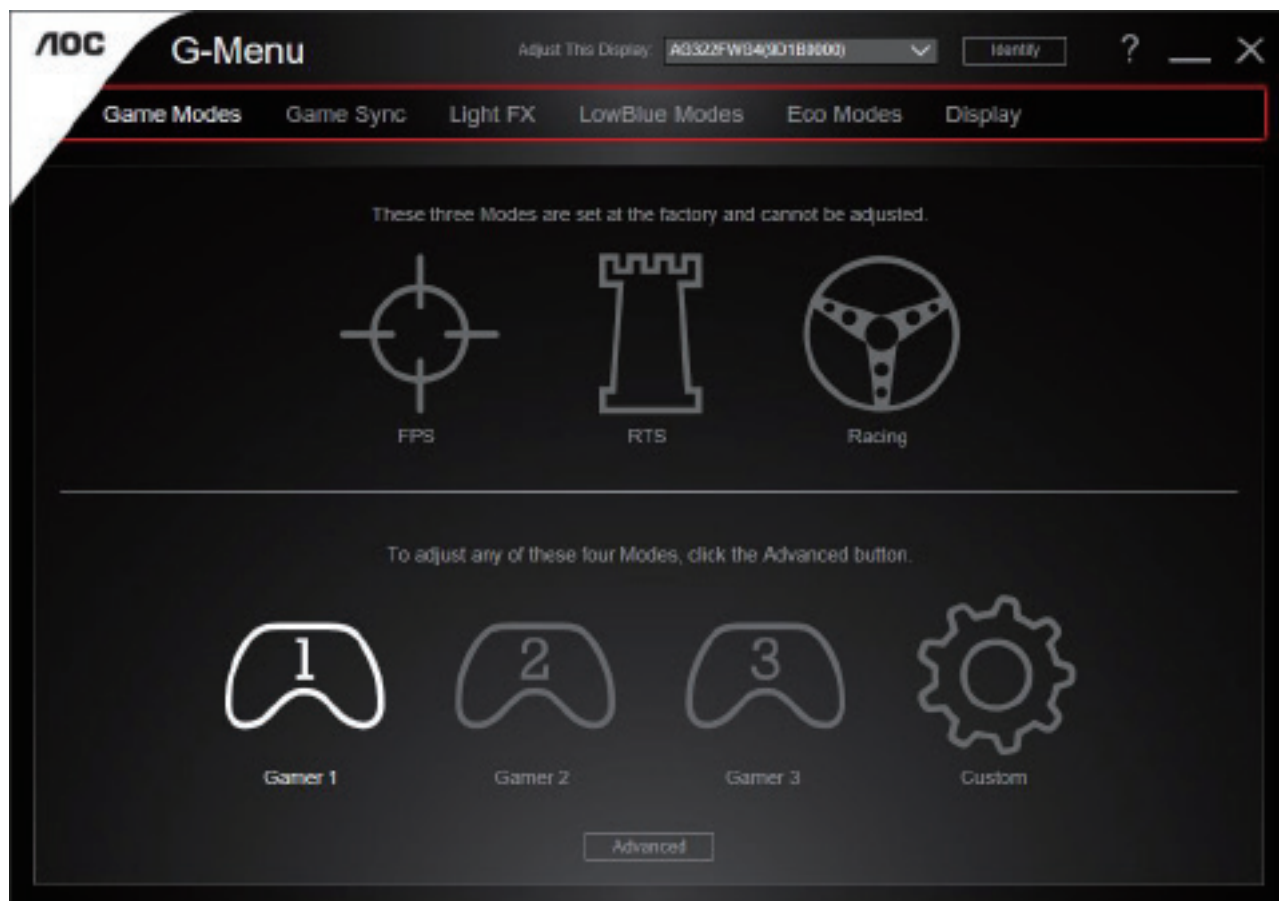 AOC G-Menu Adjust This Display: AG322FWG4(9D1B0000) Identify ?
Game Modes Game Sync Light FX LowBlue Modes Eco Modes Display
These three Modes are set at the factory and cannot be adjusted.
FPS RTS Racing
To adjust any of these four Modes, click the Advanced button.
1 2 3
Gamer 1 Gamer 2 Gamer 3 Custom
Advanced